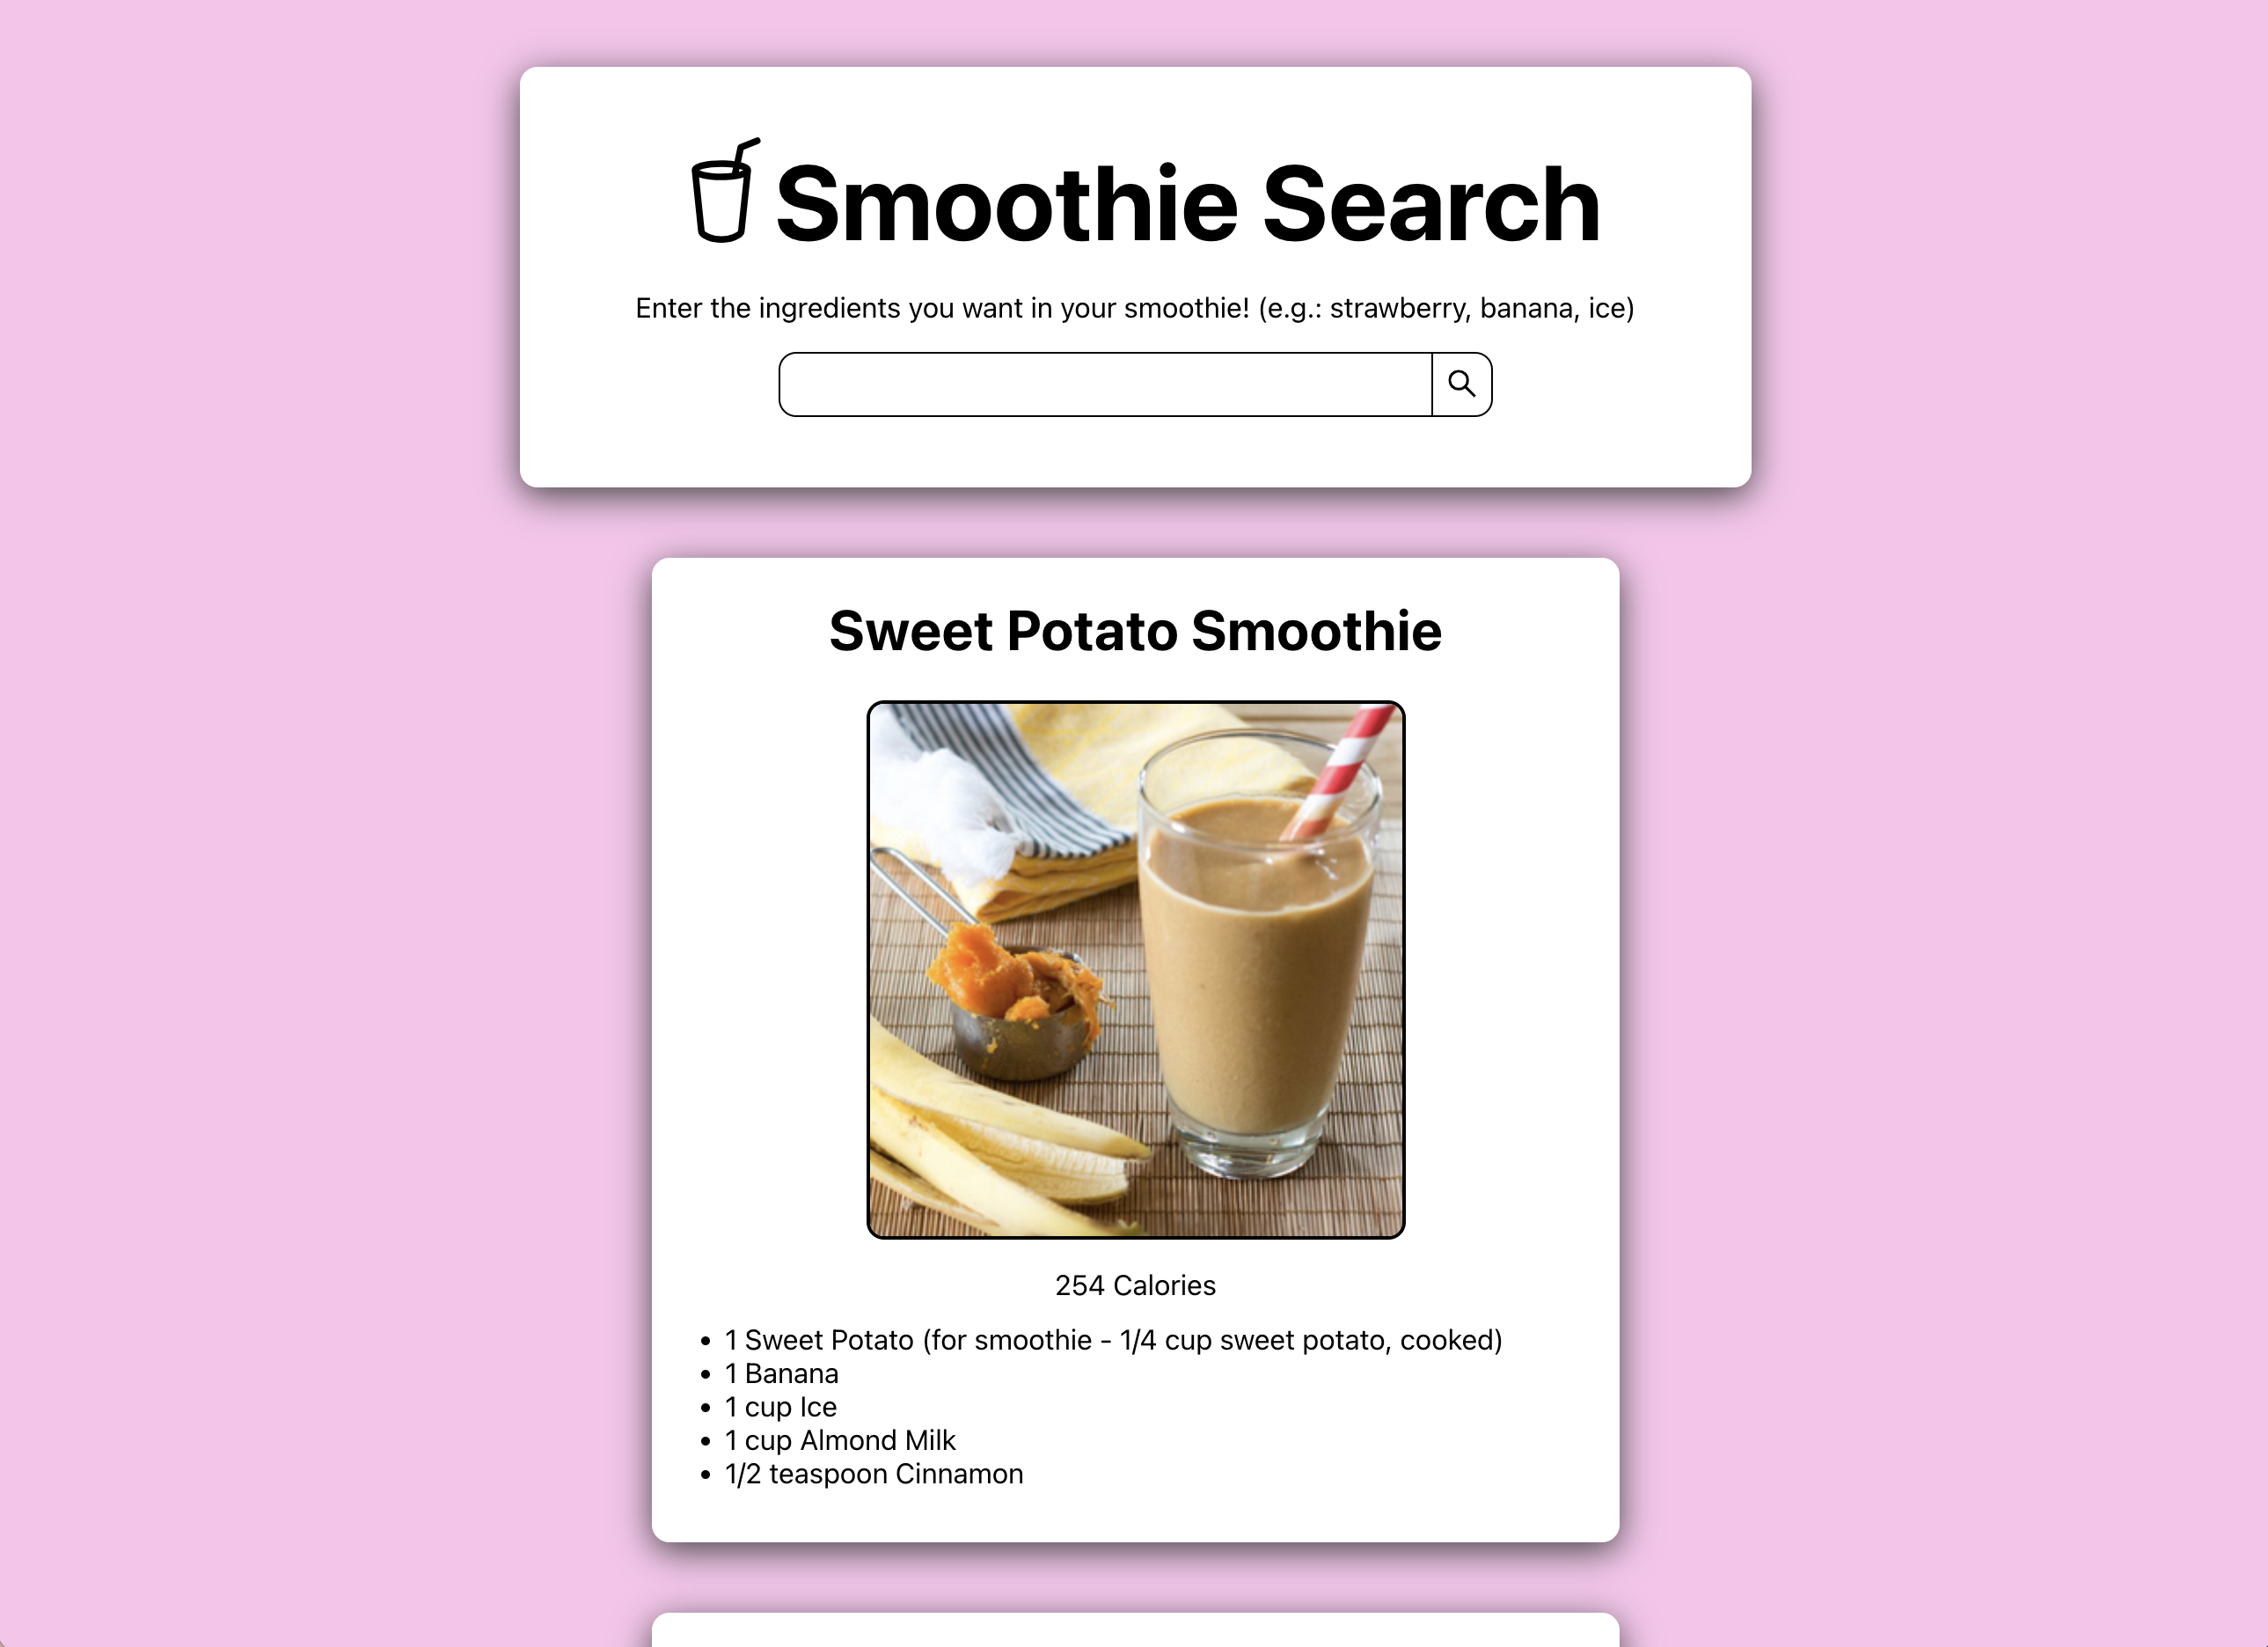 Smoothie Search
Enter the ingredients you want in your smoothie! (e.g.: strawberry, banana, ice)
Sweet Potato Smoothie
254 Calories
• 1 Sweet Potato (for smoothie - 1/4 cup sweet potato, cooked)
• 1 Banana
• 1 cup Ice
• 1 cup Almond Milk
• 1/2 teaspoon Cinnamon